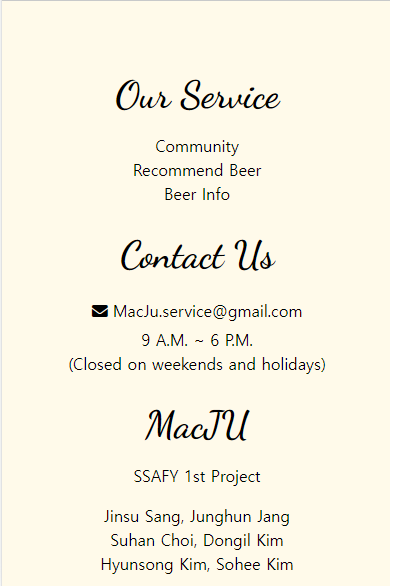 Our Service
Community
Recommend Beer
Beer Info
Contact Us
MacJu.service@gmail.com
9 A.M. ~ 6 P.M.
(Closed on weekends and holidays)
MacJU
SSAFY 1st Project
Jinsu Sang, Junghun Jang
Suhan Choi, Dongil Kim
Hyunsong Kim, Sohee Kim